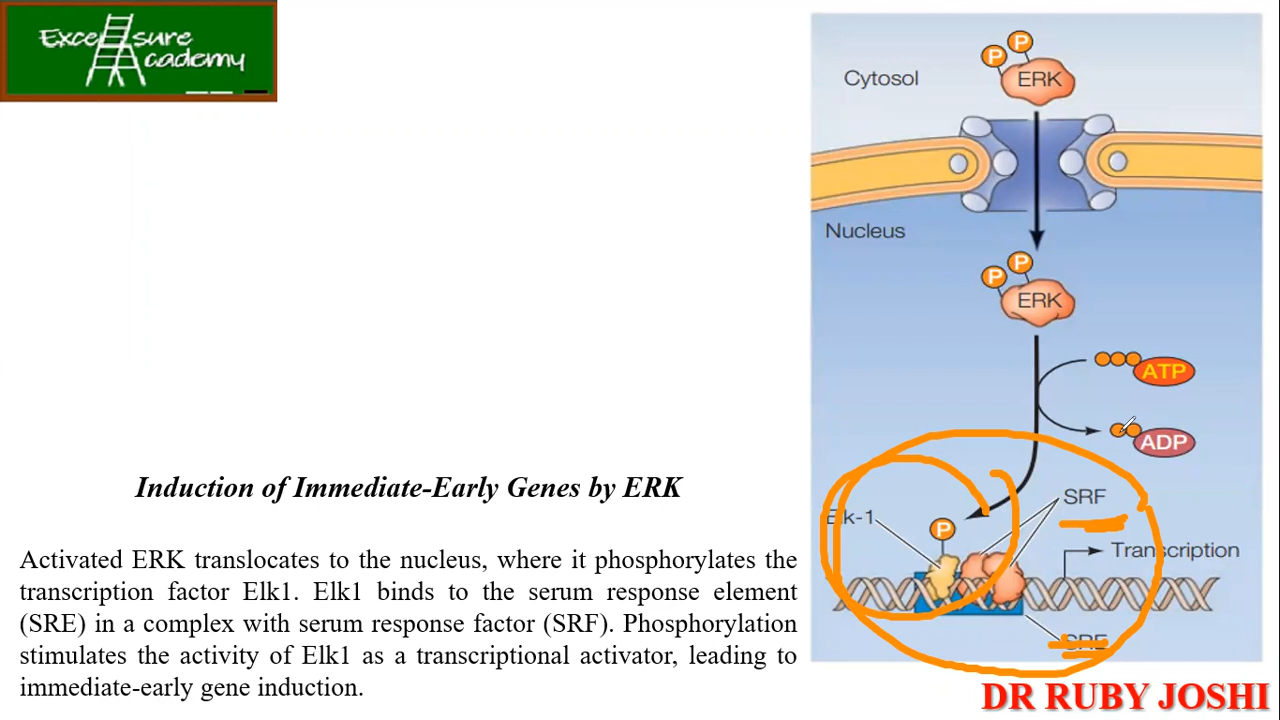 Excelsure
Academy
P
P
ERK
Cytosol
Nucleus
P
P
ERK
ATP
ADP
SRF
Elk-1
P
Transcription
SRE
Induction of Immediate-Early Genes by ERK
Activated ERK translocates to the nucleus, where it phosphorylates the
transcription factor Elk1. Elk1 binds to the serum response element
(SRE) in a complex with serum response factor (SRF). Phosphorylation
stimulates the activity of Elk1 as a transcriptional activator, leading to
immediate-early gene induction.
DR RUBY JOSHI